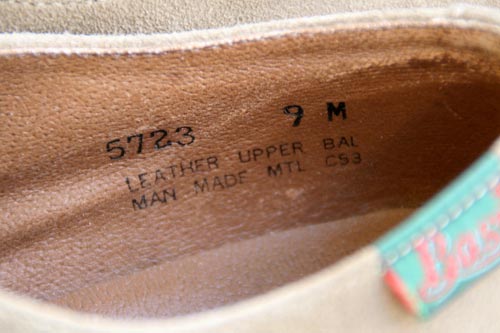 5723 9 M
LEATHER UPPER BAL
MAN MADE MTL CS3